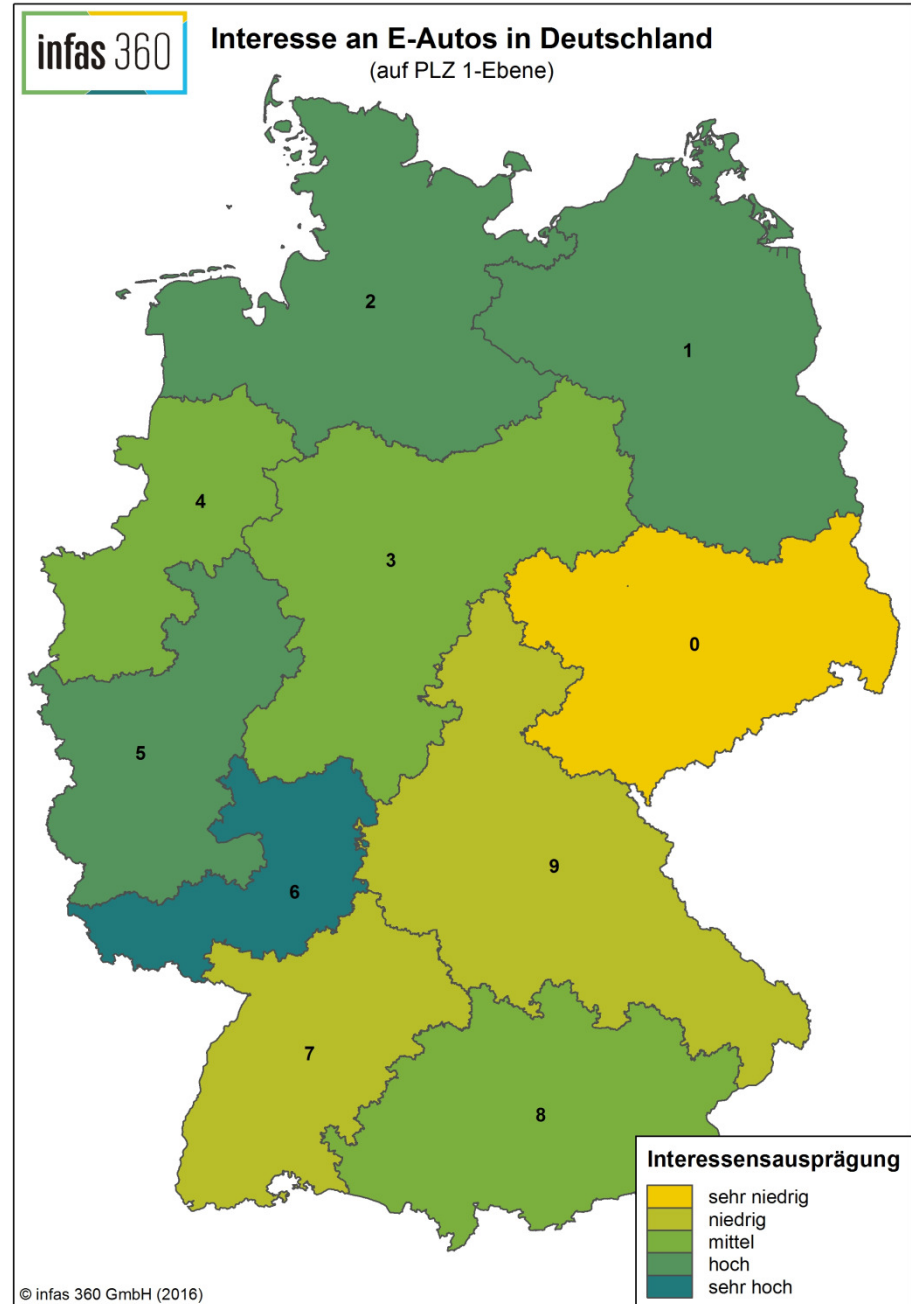 infas 360
Interesse an E-Autos in Deutschland
(auf PLZ 1-Ebene)
2
1
4
3
0
5
9
6
7
8
Interessensausprägung
sehr niedrig
niedrig
mittel
hoch
sehr hoch
© infas 360 GmbH (2016)